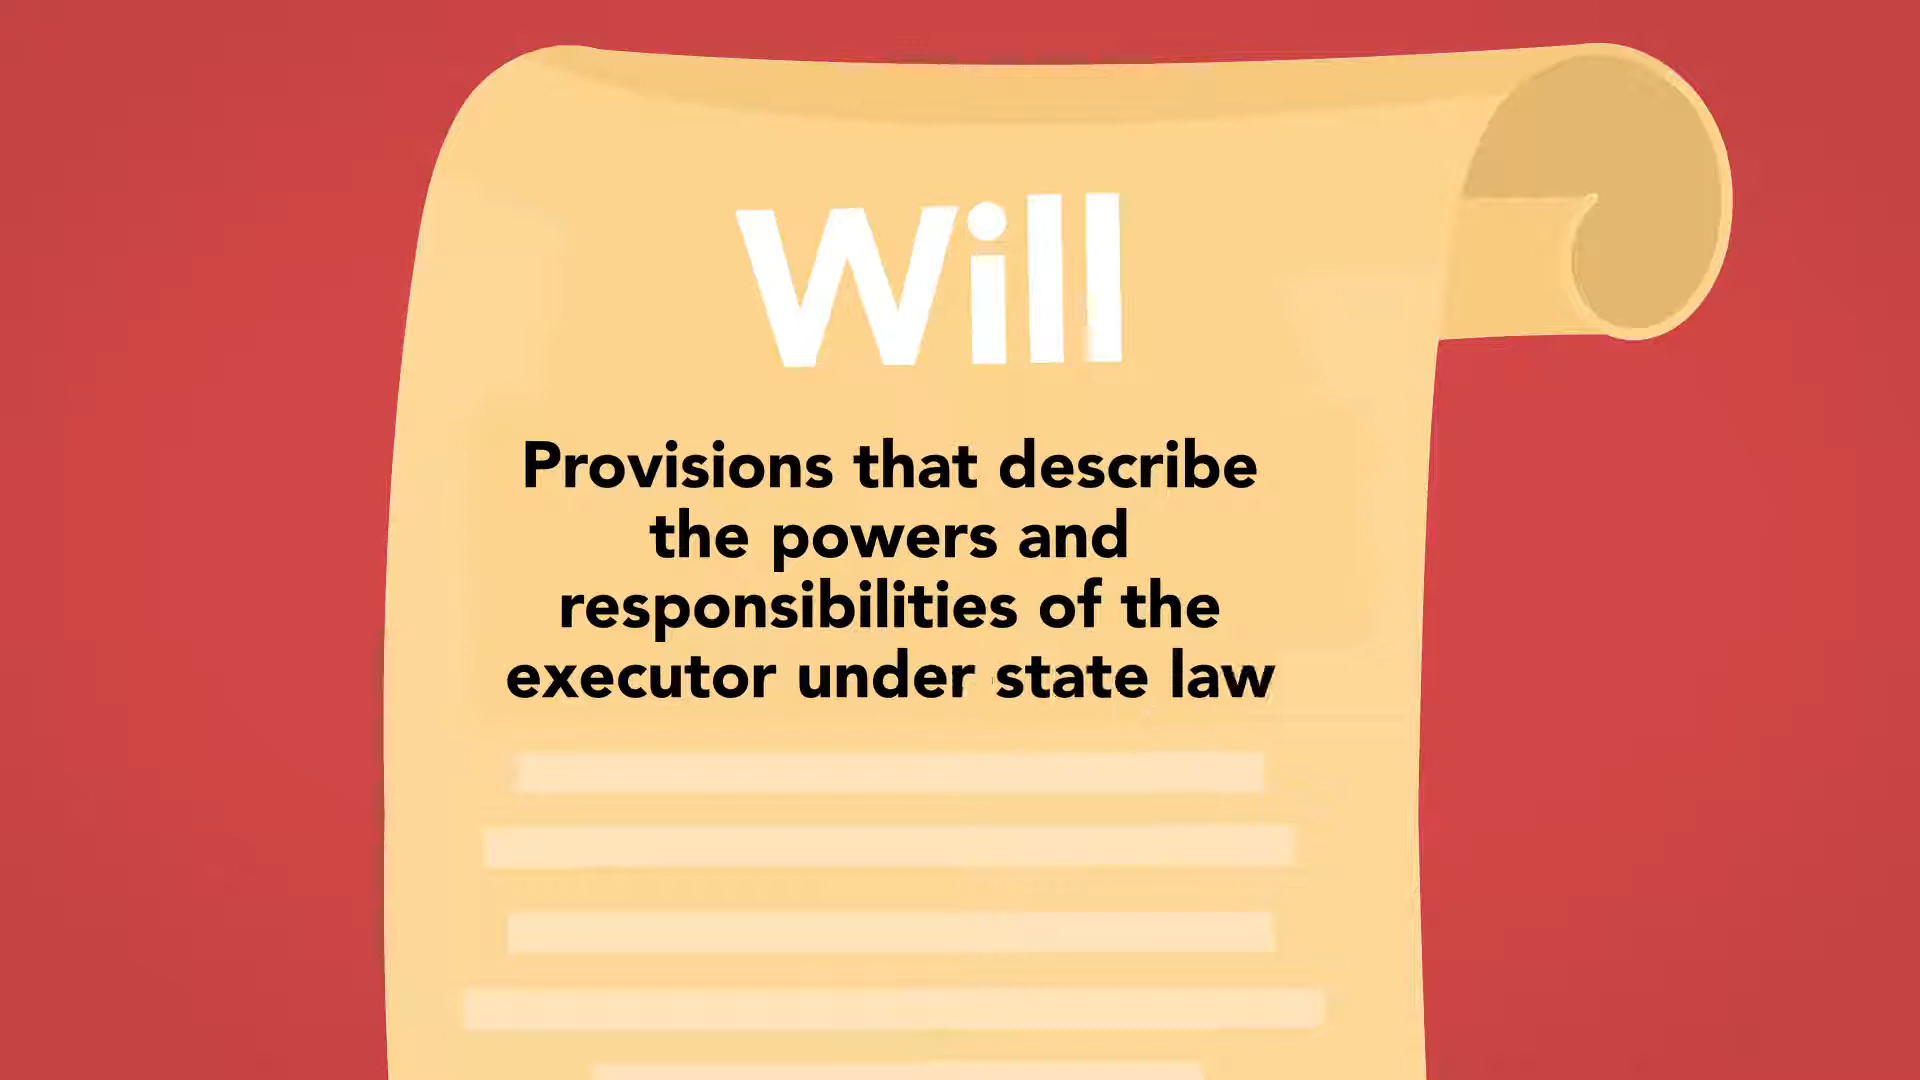 Will
Provisions that describe
the powers and
responsibilities of the
executor under state law